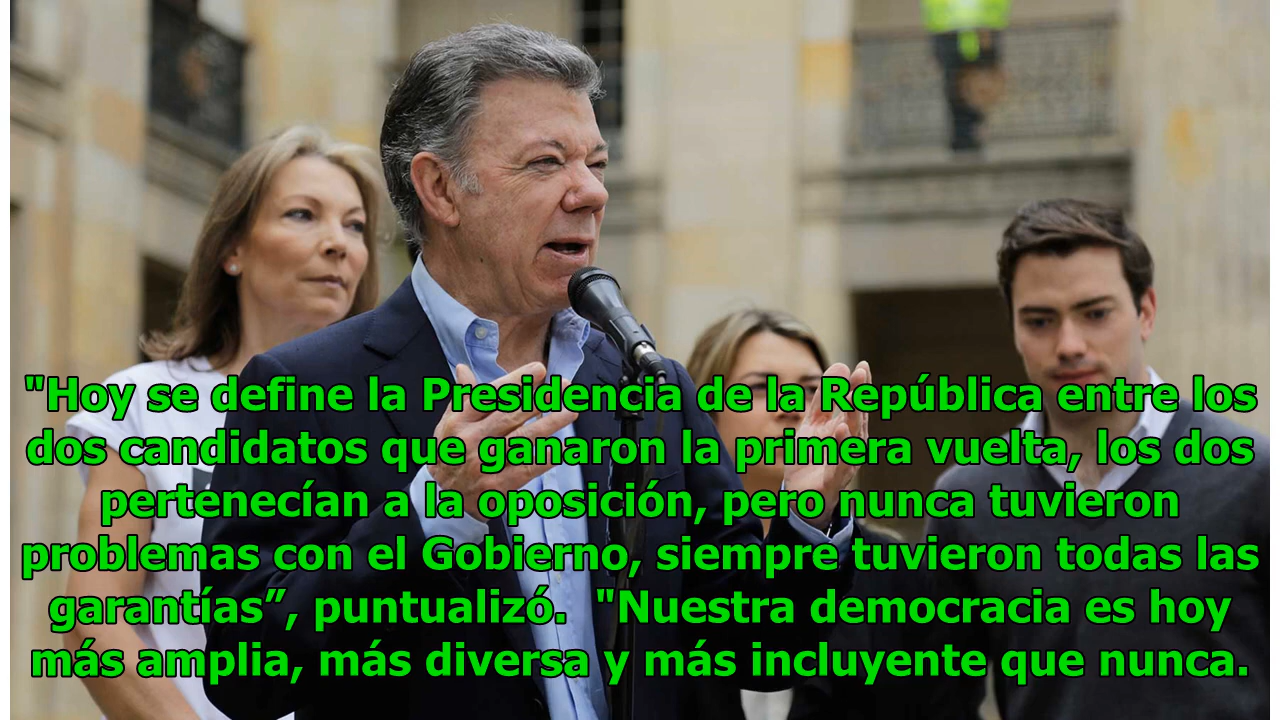 "Hoy se define la Presidencia de la República entre los
dos candidatos que ganaron la primera vuelta, los dos
pertenecían a la oposición, pero nunca tuvieron
problemas con el Gobierno, siempre tuvieron todas las
garantías”, puntualizó.  "Nuestra democracia es hoy
más amplia, más diversa y más incluyente que nunca.